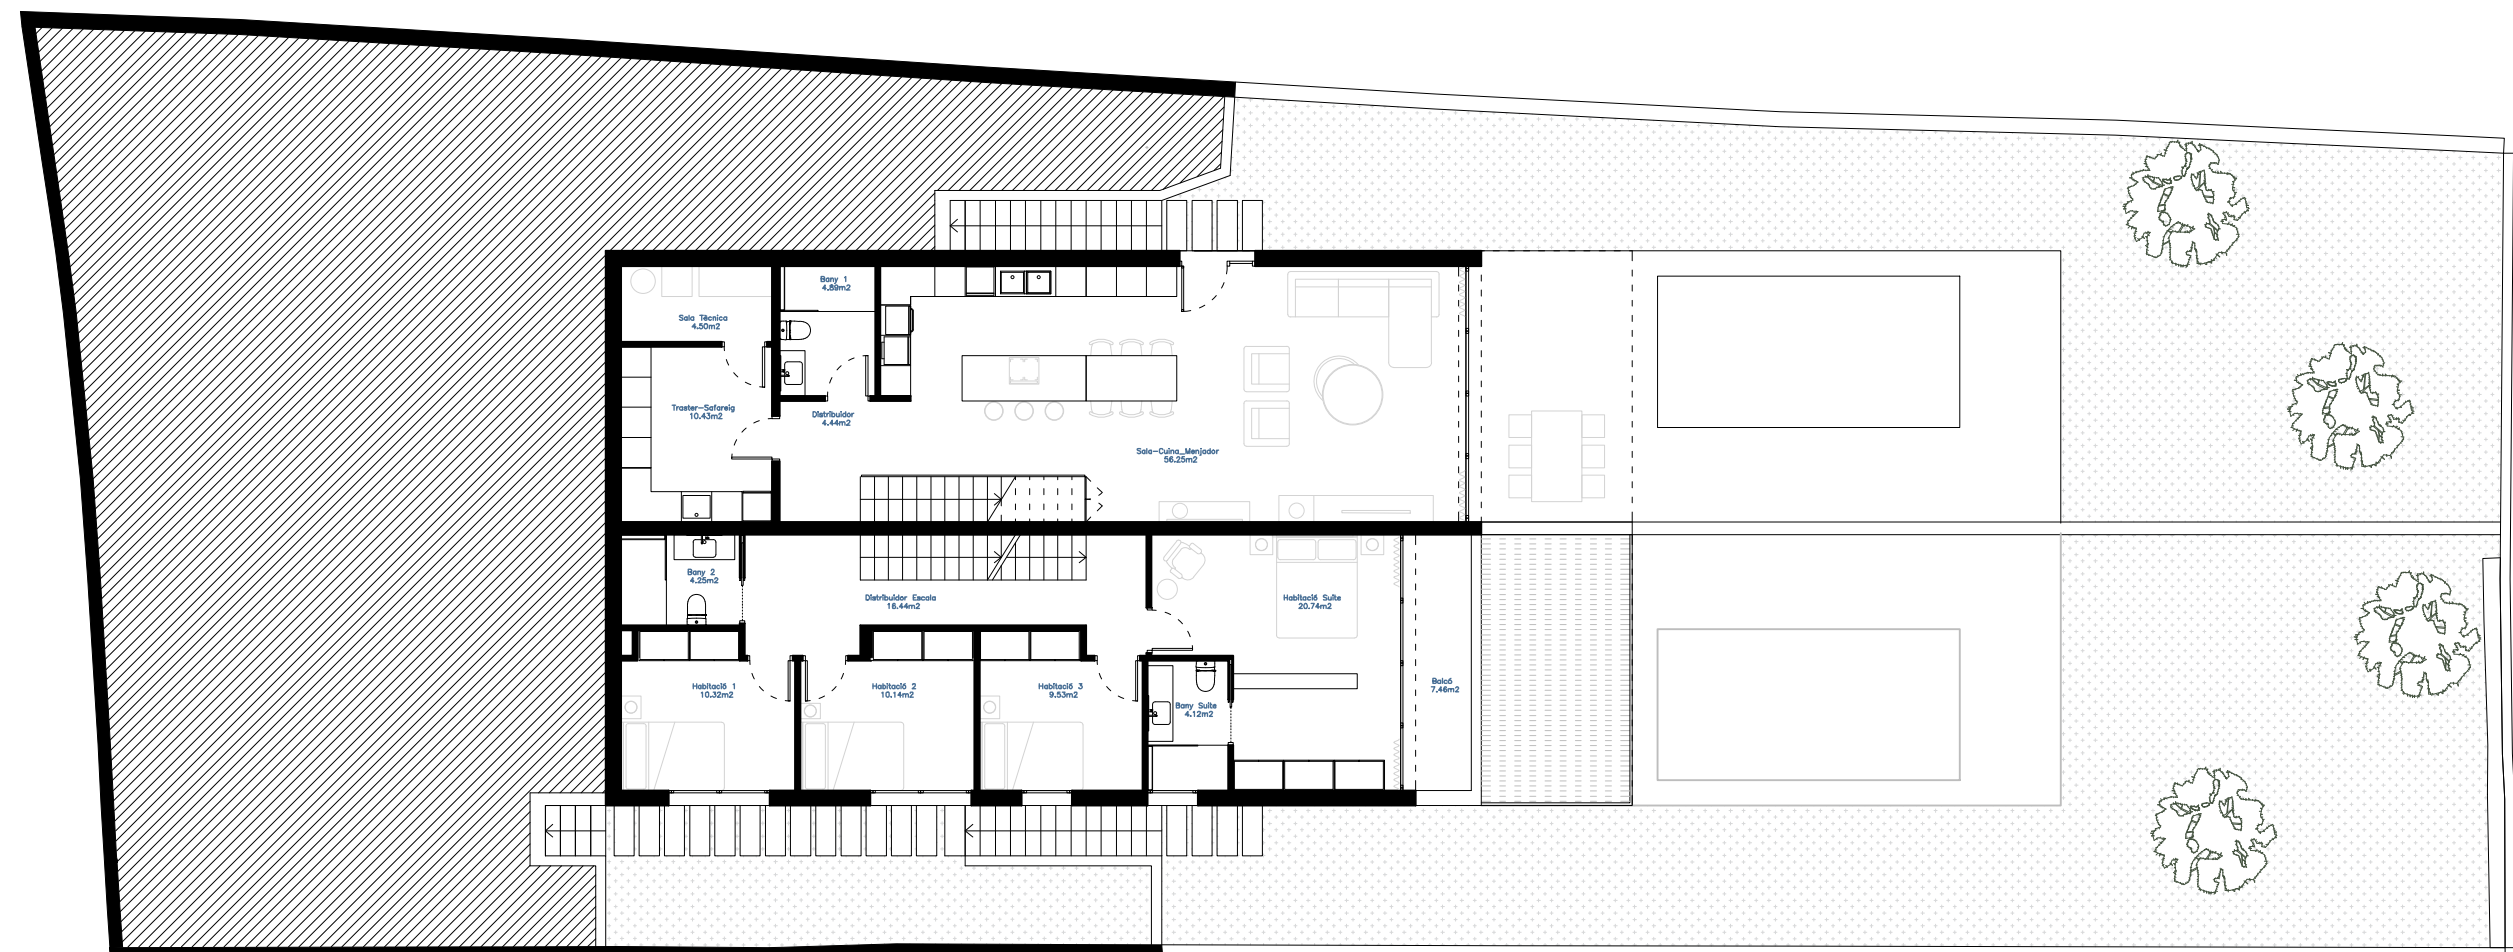 Bany 1
4.89m2
Sala Tècnica
4.50m2
Traster-Safareig
10.43m2
Distribuidor
4.44m2
Sala-Cuina_Menjador
56.25m2
Bany 2
4.25m2
Distribuidor Escala
16.44m2
Habitació Suite
20.74m2
Habitació 1
10.32m2
Habitació 2
10.14m2
Habitació 3
9.53m2
Bany Suite
4.12m2
Balcó
7.46m2